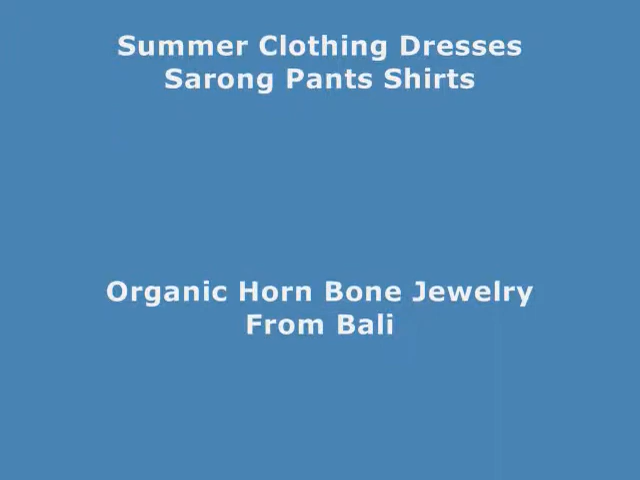 Summer Clothing Dresses
Sarong Pants Shirts
Organic Horn Bone Jewelry
From Bali